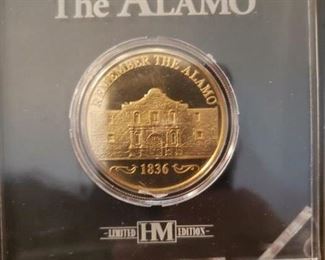 The ALAMO
REMEMBER THE ALAMO
1836
LIMITED HM EDITION